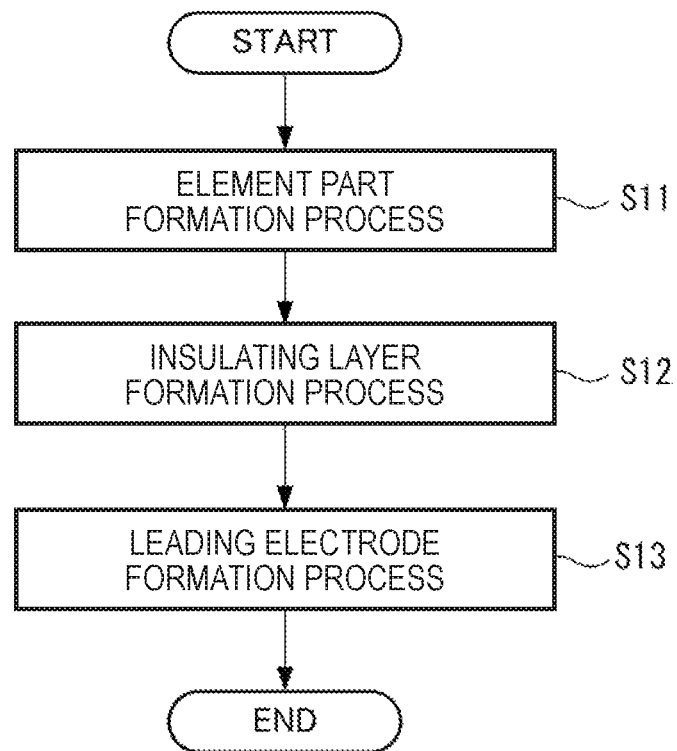 START
ELEMENT PART
FORMATION PROCESS
S11
INSULATING LAYER
FORMATION PROCESS
S12
LEADING ELECTRODE
FORMATION PROCESS
S13
END